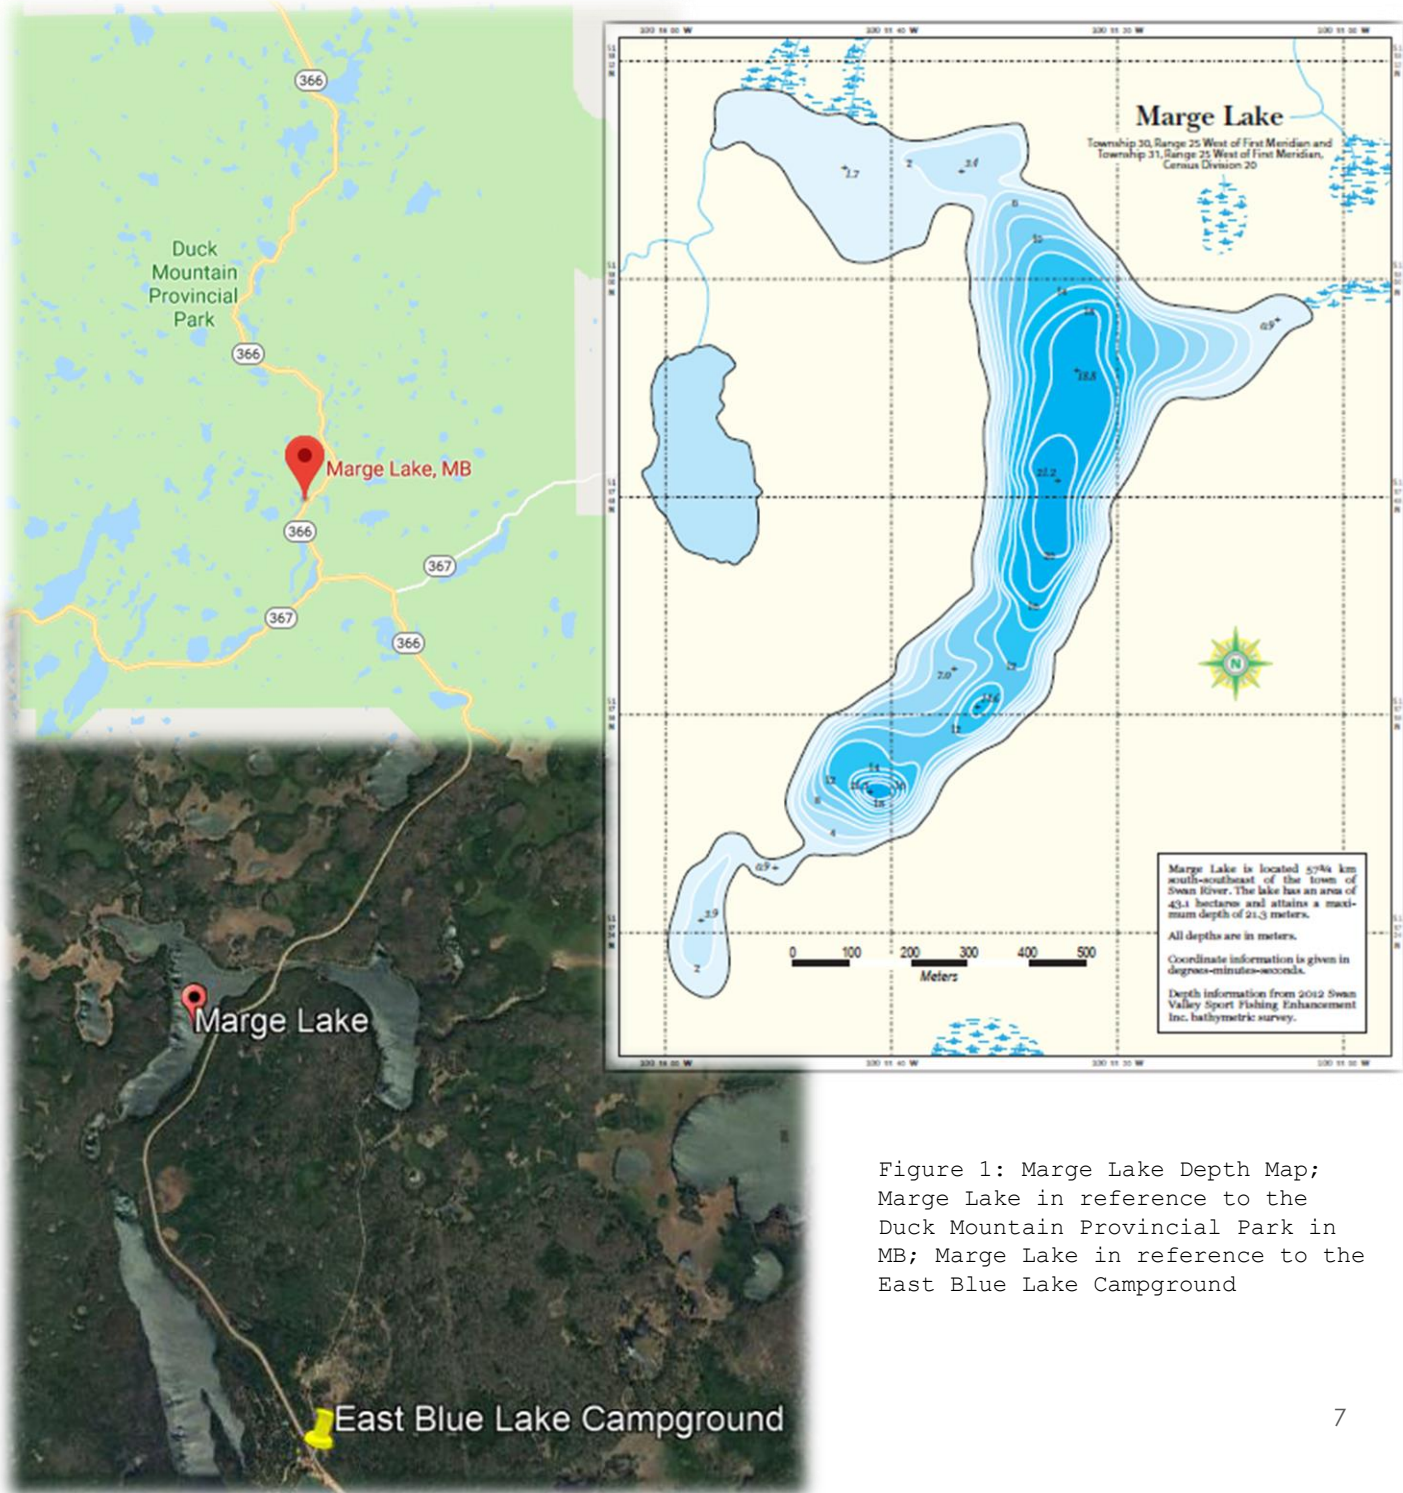 366
Duck
Mountain
Provincial
Park
366
Marge Lake, MB
366
367
367
366
Marge Lake
East Blue Lake Campground
Marge Lake
Township 30, Range 25 West of First Meridian and
Township 31, Range 25 West of First Meridian,
Census Division 20
1.7
2
3.4
6
10
14
18
0.9
18.8
21.2
20
16
12
7.0
12
12
14
8
18
4
0.9
3.9
2
N
0 100 200 300 400 500
Meters
Marge Lake is located 57¾ km
south-southeast of the town of
Swan River. The lake has an area of
43.1 hectares and attains a maxi-
mum depth of 21.3 meters.
All depths are in meters.
Coordinate information is given in
degrees-minutes-seconds.
Depth information from 2012 Swan
Valley Sport Fishing Enhancement
Inc. bathymetric survey.
Figure 1: Marge Lake Depth Map;
Marge Lake in reference to the
Duck Mountain Provincial Park in
MB; Marge Lake in reference to the
East Blue Lake Campground
7